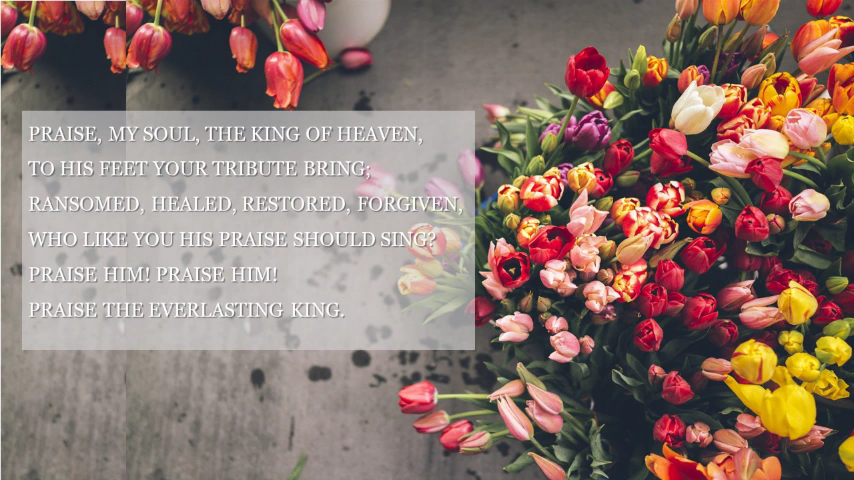 PRAISE, MY SOUL, THE KING OF HEAVEN,
TO HIS FEET YOUR TRIBUTE BRING;
RANSOMED, HEALED, RESTORED, FORGIVEN,
WHO LIKE YOU HIS PRAISE SHOULD SING?
PRAISE HIM! PRAISE HIM!
PRAISE THE EVERLASTING KING.